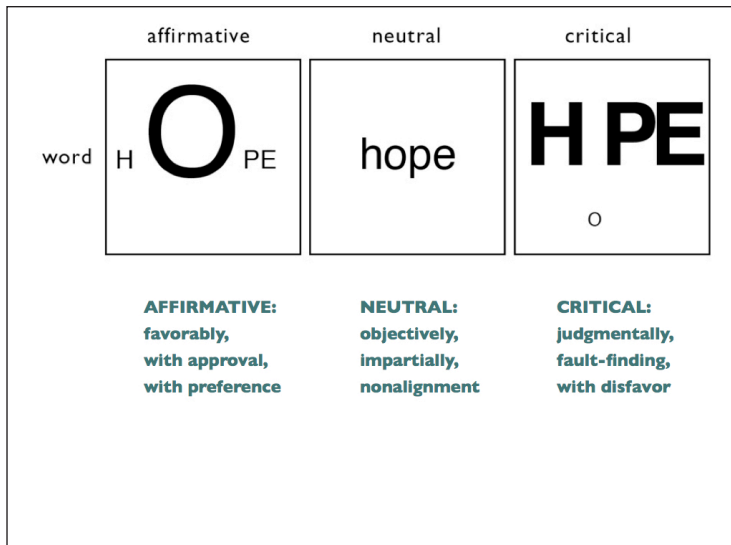 affirmative neutral critical
word H O PE hope H PE
O
AFFIRMATIVE: NEUTRAL: CRITICAL:
favorably, objectively, judgmentally,
with approval, impartially, fault-finding,
with preference nonalignment with disfavor